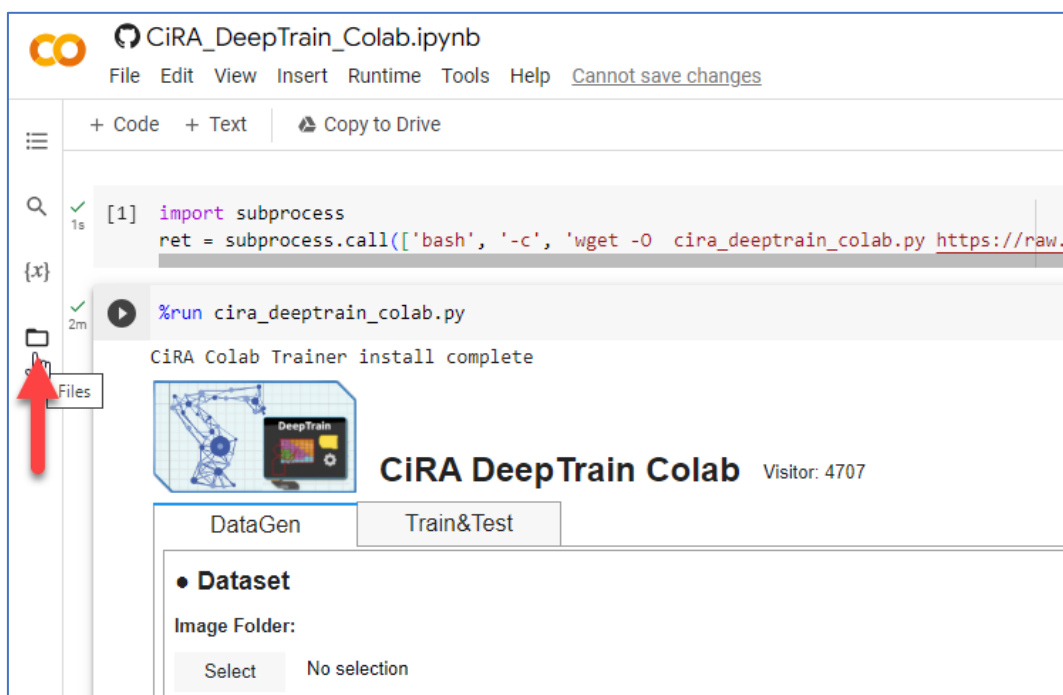 CiRA_DeepTrain_Colab.ipynb
File Edit View Insert Runtime Tools Help Cannot save changes
+ Code + Text Copy to Drive
1s [1] import subprocess
ret = subprocess.call(['bash', '-c', 'wget -O  cira_deeptrain_colab.py https://raw.
{x}
2m %run cira_deeptrain_colab.py
CiRA Colab Trainer install complete
Files
DeepTrain
CiRA DeepTrain Colab Visitor: 4707
DataGen Train&Test
• Dataset
Image Folder:
Select No selection